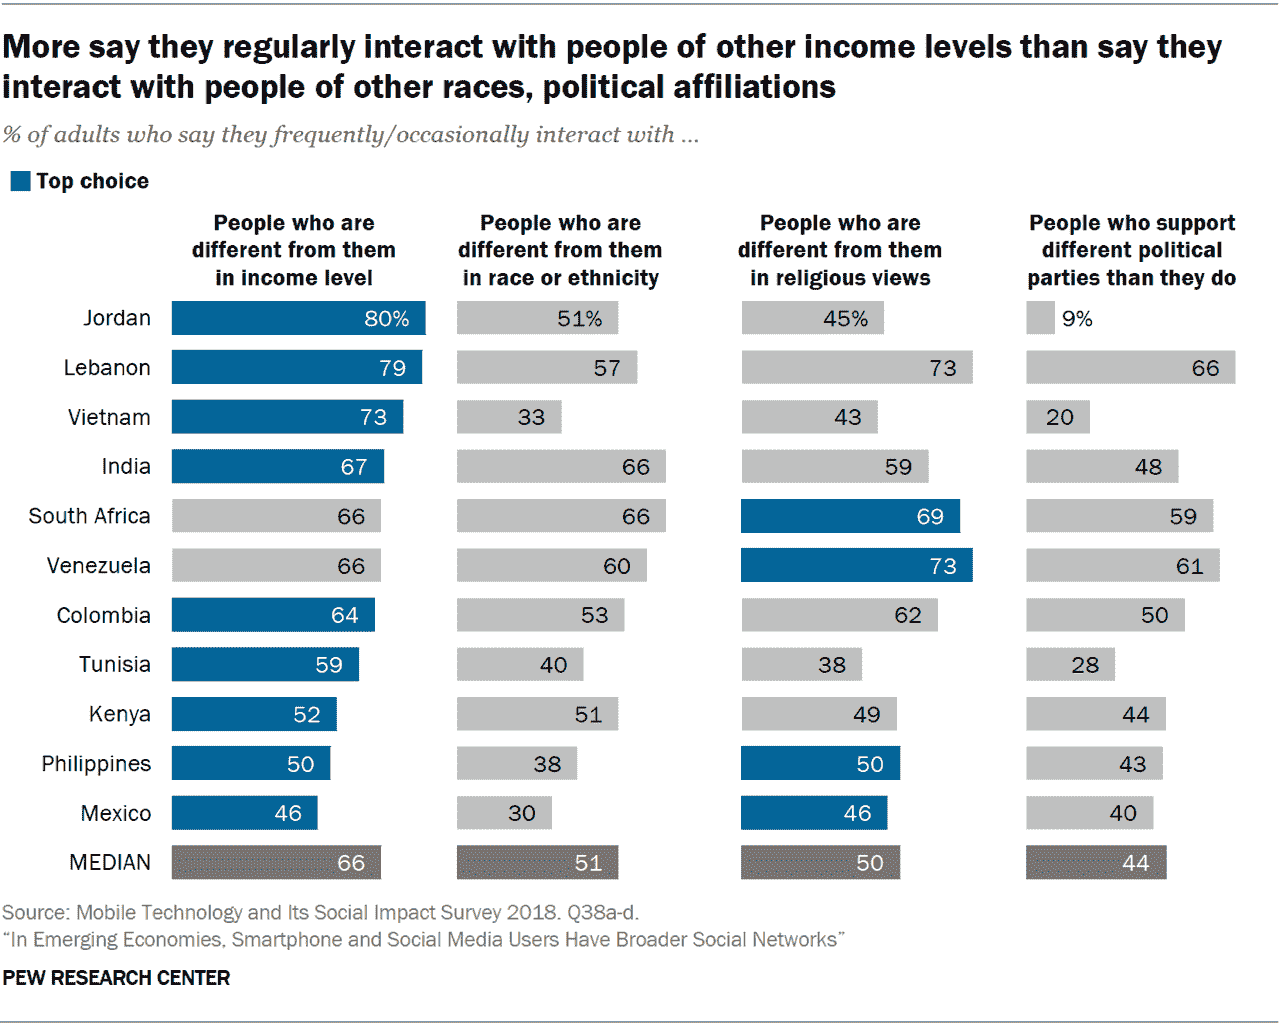 More say they regularly interact with people of other income levels than say they
interact with people of other races, political affiliations
% of adults who say they frequently/occasionally interact with ...
Top choice
People who are
different from them
in income level
People who are
different from them
in race or ethnicity
People who are
different from them
in religious views
People who support
different political
parties than they do
Jordan 80% 51% 45% 9%
Lebanon 79 57 73 66
Vietnam 73 33 43 20
India 67 66 59 48
South Africa 66 66 69 59
Venezuela 66 60 73 61
Colombia 64 53 62 50
Tunisia 59 40 38 28
Kenya 52 51 49 44
Philippines 50 38 50 43
Mexico 46 30 46 40
MEDIAN 66 51 50 44
Source: Mobile Technology and Its Social Impact Survey 2018. Q38a-d.
“In Emerging Economies, Smartphone and Social Media Users Have Broader Social Networks”
PEW RESEARCH CENTER